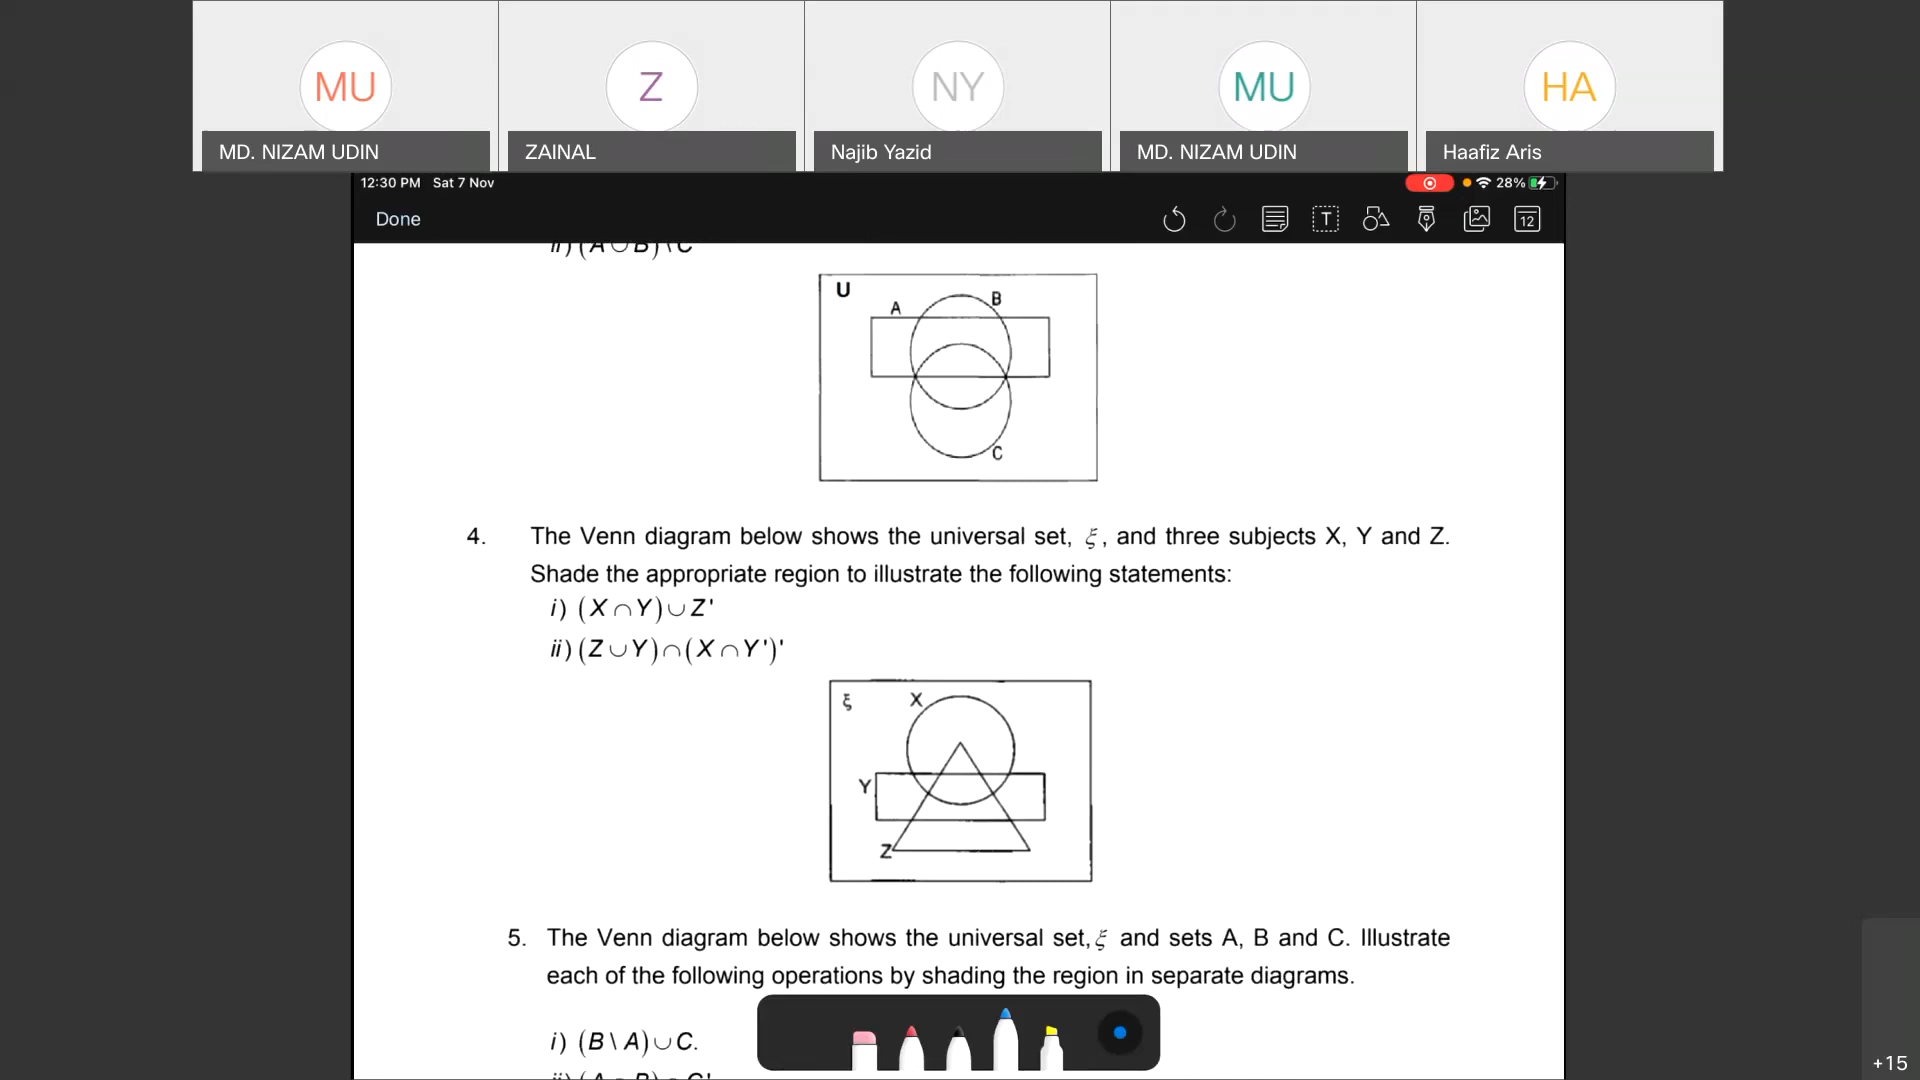 MU
Z
NY
MU
HA
MD. NIZAM UDIN
ZAINAL
Najib Yazid
MD. NIZAM UDIN
Haafiz Aris
12:30 PM Sat 7 Nov
28%
Done
T
12
ii) (A∪B)\C
U
A
B
C
4. The Venn diagram below shows the universal set, ξ, and three subjects X, Y and Z.
Shade the appropriate region to illustrate the following statements:
i) (X∩Y)∪Z'
ii) (Z∪Y)∩(X∩Y')'
ξ
X
Y
Z
5. The Venn diagram below shows the universal set, ξ and sets A, B and C. Illustrate
each of the following operations by shading the region in separate diagrams.
i) (B\A)∪C.
+15